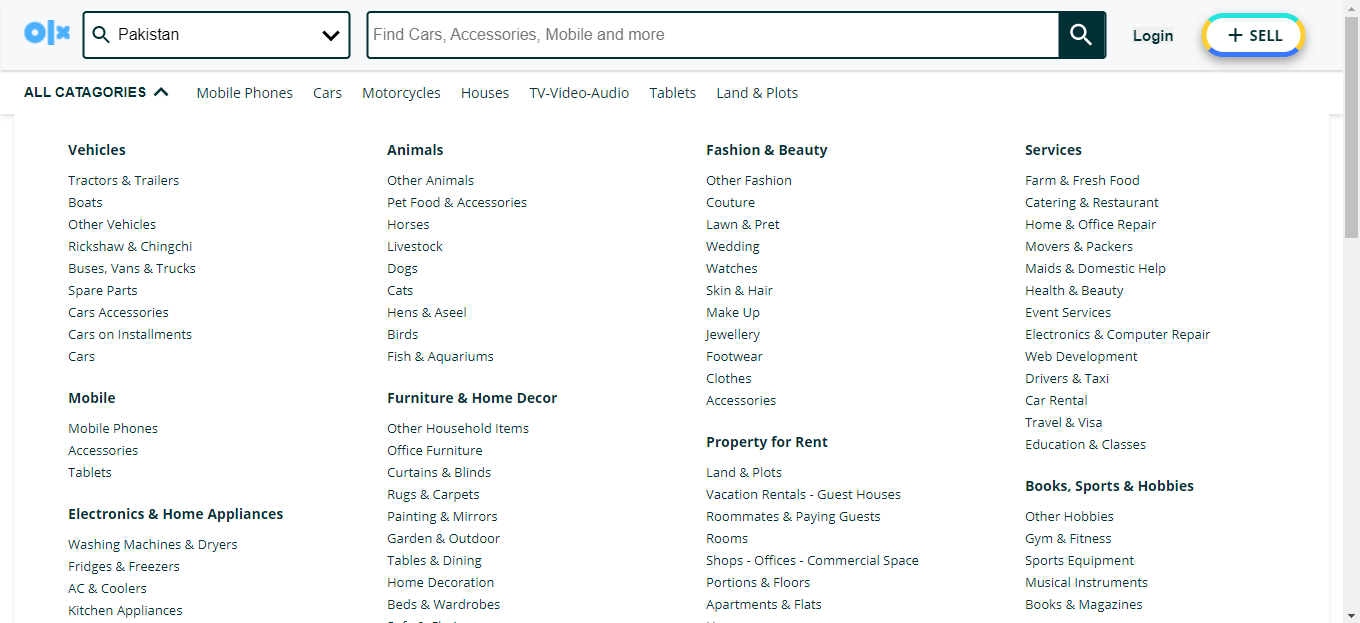 olx
Pakistan
Find Cars, Accessories, Mobile and more
Login
+ SELL
ALL CATAGORIES
Mobile Phones
Cars
Motorcycles
Houses
TV-Video-Audio
Tablets
Land & Plots
Vehicles
Tractors & Trailers
Boats
Other Vehicles
Rickshaw & Chingchi
Buses, Vans & Trucks
Spare Parts
Cars Accessories
Cars on Installments
Cars
Mobile
Mobile Phones
Accessories
Tablets
Electronics & Home Appliances
Washing Machines & Dryers
Fridges & Freezers
AC & Coolers
Kitchen Appliances
Animals
Other Animals
Pet Food & Accessories
Horses
Livestock
Dogs
Cats
Hens & Aseel
Birds
Fish & Aquariums
Furniture & Home Decor
Other Household Items
Office Furniture
Curtains & Blinds
Rugs & Carpets
Painting & Mirrors
Garden & Outdoor
Tables & Dining
Home Decoration
Beds & Wardrobes
Fashion & Beauty
Other Fashion
Couture
Lawn & Pret
Wedding
Watches
Skin & Hair
Make Up
Jewellery
Footwear
Clothes
Accessories
Property for Rent
Land & Plots
Vacation Rentals - Guest Houses
Roommates & Paying Guests
Rooms
Shops - Offices - Commercial Space
Portions & Floors
Apartments & Flats
Services
Farm & Fresh Food
Catering & Restaurant
Home & Office Repair
Movers & Packers
Maids & Domestic Help
Health & Beauty
Event Services
Electronics & Computer Repair
Web Development
Drivers & Taxi
Car Rental
Travel & Visa
Education & Classes
Books, Sports & Hobbies
Other Hobbies
Gym & Fitness
Sports Equipment
Musical Instruments
Books & Magazines